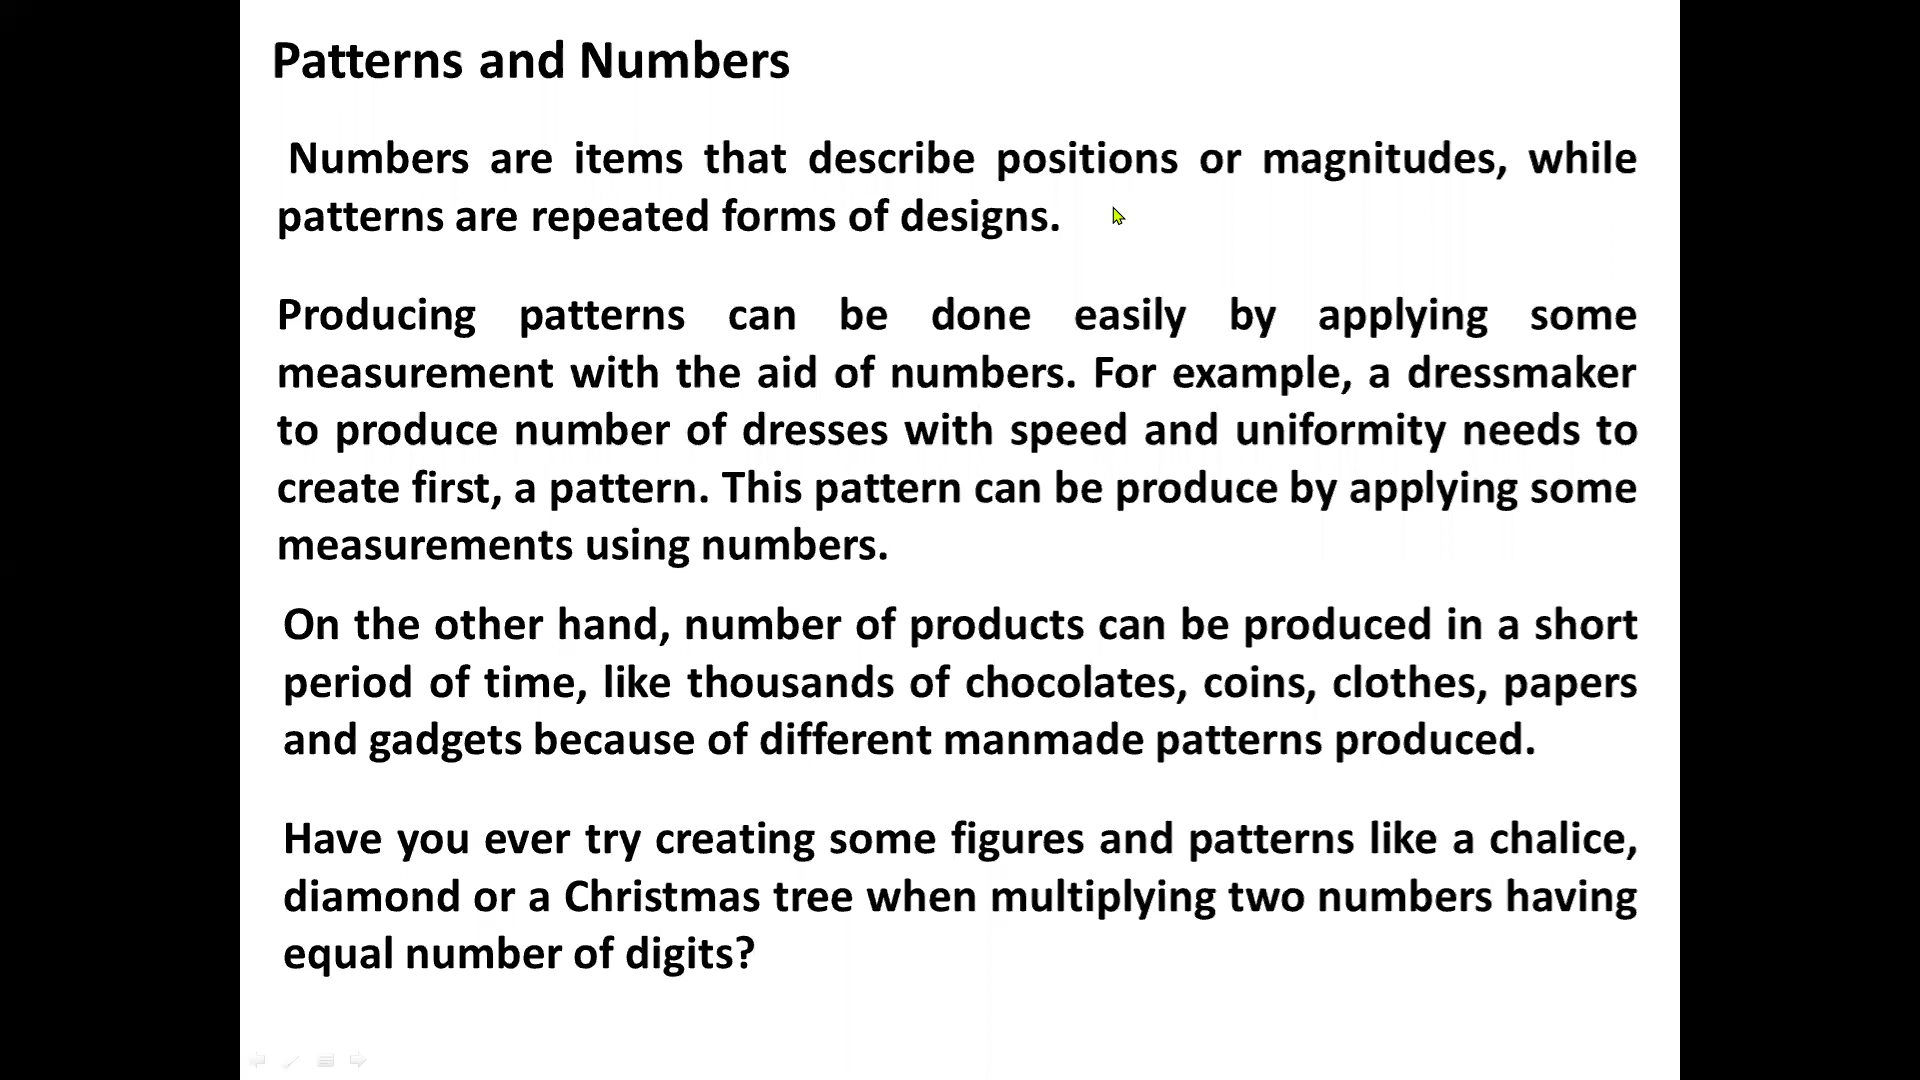 Patterns and Numbers
Numbers are items that describe positions or magnitudes, while
patterns are repeated forms of designs.
Producing patterns can be done easily by applying some
measurement with the aid of numbers. For example, a dressmaker
to produce number of dresses with speed and uniformity needs to
create first, a pattern. This pattern can be produce by applying some
measurements using numbers.
On the other hand, number of products can be produced in a short
period of time, like thousands of chocolates, coins, clothes, papers
and gadgets because of different manmade patterns produced.
Have you ever try creating some figures and patterns like a chalice,
diamond or a Christmas tree when multiplying two numbers having
equal number of digits?